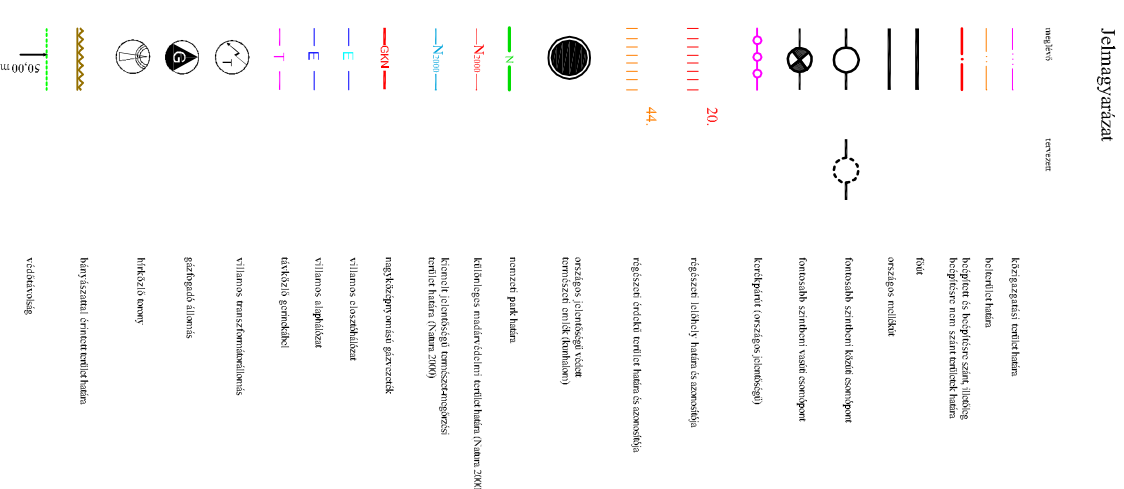 Jelmagyarázat
meglévő
tervezett
közigazgatási terület határa
belterület határa
beépített és beépítésre szánt, illetőleg
beépítésre nem szánt területek határa
főút
országos mellékút
fontosabb szintbeni közúti csomópont
fontosabb szintbeni vasúti csomópont
kerékpárút (országos jelentőségű)
20.
régészeti lelőhely határa és azonosítója
44.
régészeti érdekű terület határa és azonosítója
országos jelentőségű védett
természeti emlék (kunhalom)
N
nemzeti park határa
N2000
különleges madárvédelmi terület határa (Natura 2000
N2000
kiemelt jelentőségű természet-megőrzési
terület határa (Natura 2000)
GKN
nagyközépnyomású gázvezeték
E
villamos elosztóhálózat
E
villamos alaphálózat
T
távközlő gerinckábel
T
villamos transzformátorállomás
G
gázfogadó állomás
hírközlő torony
bányászattal érintett terület határa
50,00 m
védőtávolság